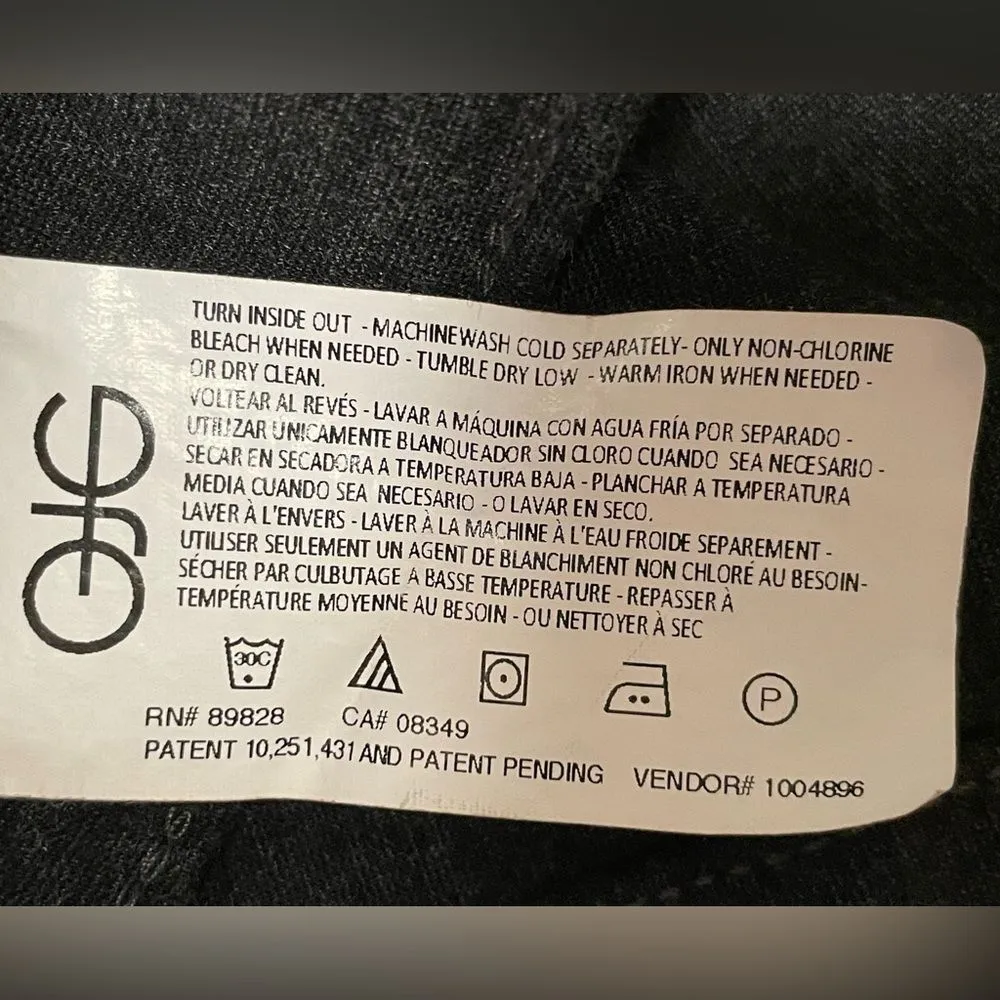 TURN INSIDE OUT - MACHINE WASH COLD SEPARATELY- ONLY NON-CHLORINE
BLEACH WHEN NEEDED - TUMBLE DRY LOW - WARM IRON WHEN NEEDED -
OR DRY CLEAN.
VOLTEAR AL REVÉS - LAVAR A MÁQUINA CON AGUA FRÍA POR SEPARADO -
UTILIZAR ÚNICAMENTE BLANQUEADOR SIN CLORO CUANDO SEA NECESARIO -
SECAR EN SECADORA A TEMPERATURA BAJA - PLANCHAR A TEMPERATURA
MEDIA CUANDO SEA NECESARIO - O LAVAR EN SECO.
LAVER À L'ENVERS - LAVER À LA MACHINE À L'EAU FROIDE SEPAREMENT -
UTILISER SEULEMENT UN AGENT DE BLANCHIMENT NON CHLORÉ AU BESOIN-
SÉCHER PAR CULBUTAGE À BASSE TEMPERATURE - REPASSER À
TEMPÉRATURE MOYENNE AU BESOIN - OU NETTOYER À SEC
30C P
RN# 89828 CA# 08349
PATENT 10,251,431 AND PATENT PENDING VENDOR# 1004896